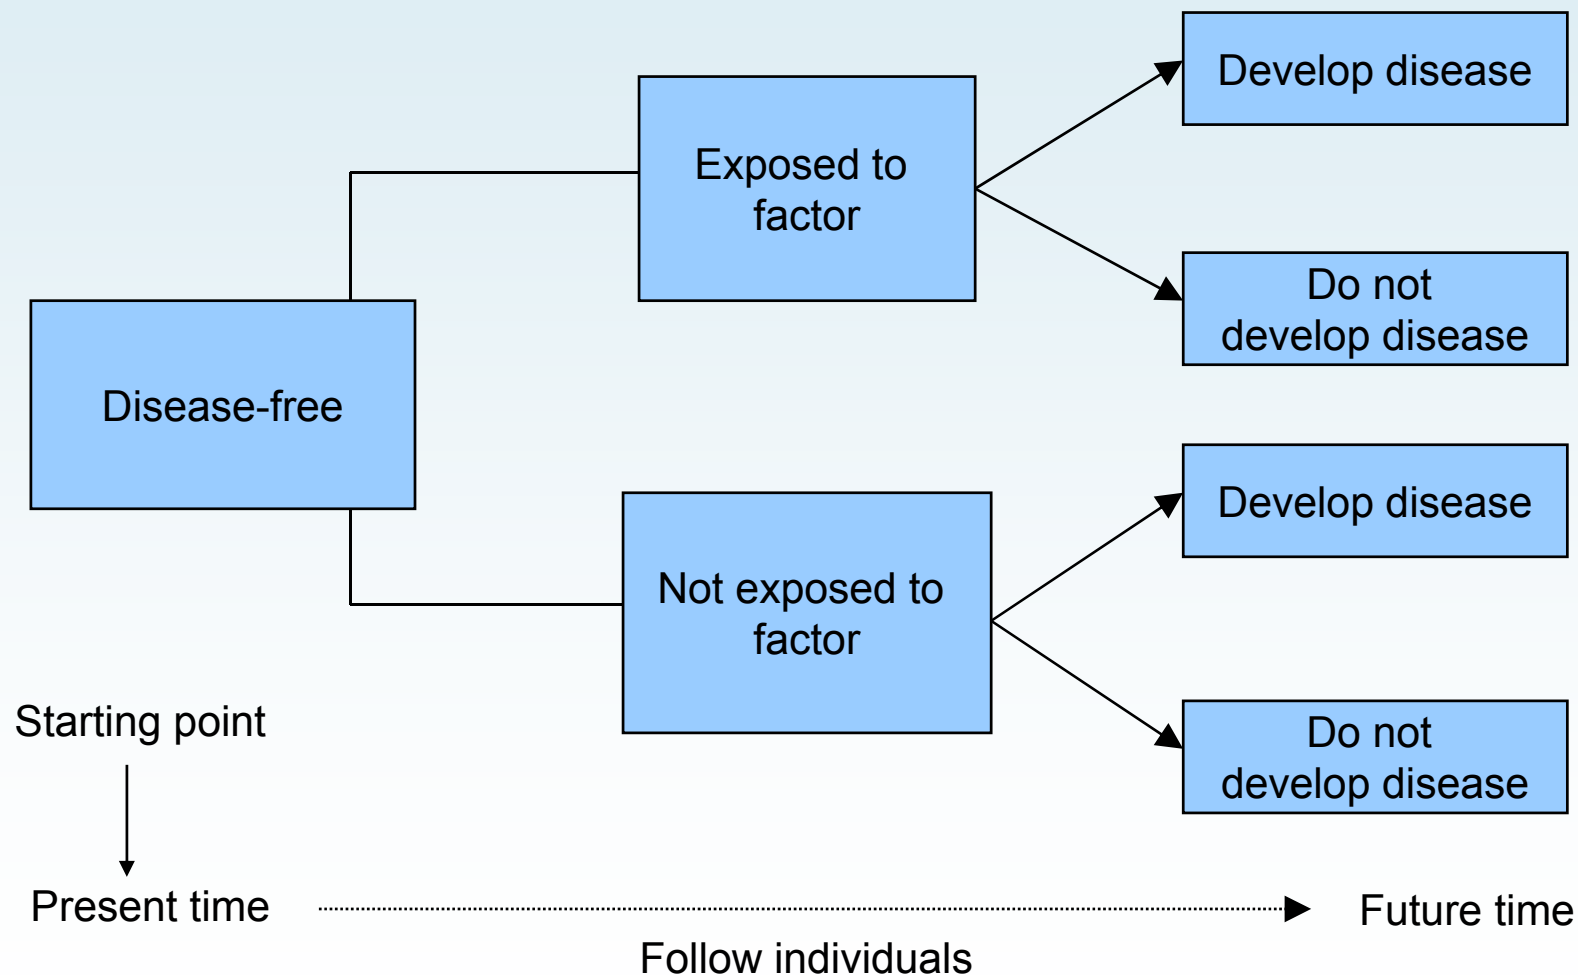 Develop disease
Exposed to
factor
Do not
develop disease
Disease-free
Develop disease
Not exposed to
factor
Do not
develop disease
Starting point
Present time
Future time
Follow individuals